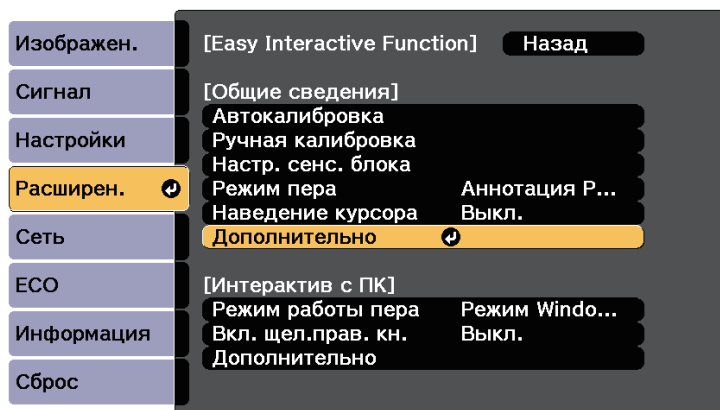 Изображен.
Сигнал
Настройки
Расширен.
Сеть
ECO
Информация
Сброс
[Easy Interactive Function] Назад
[Общие сведения]
Автокалибровка
Ручная калибровка
Настр. сенс. блока
Режим пера Аннотация P...
Наведение курсора Выкл.
Дополнительно
[Интерактив с ПК]
Режим работы пера Режим Windo...
Вкл. щел.прав. кн. Выкл.
Дополнительно